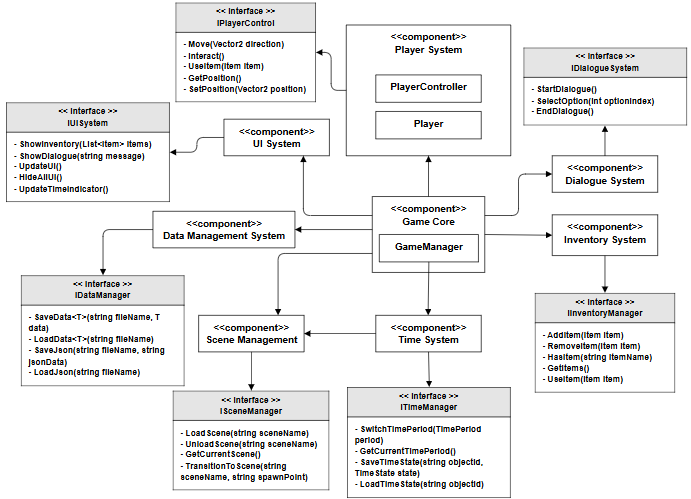 << Interface >>
IPlayerControl
- Move(Vector2 direction)
- Interact()
- UseItem(Item item)
- GetPosition()
- SetPosition(Vector2 position)
<<component>>
Player System
PlayerController
Player
<< Interface >>
IDialogueSystem
- StartDialogue()
- SelectOption(int optionIndex)
- EndDialogue()
<< Interface >>
IUISystem
- ShowInventory(List<Item> items)
- ShowDialogue(string message)
- UpdateUI()
- HideAllUI()
- UpdateTimeIndicator()
<<component>>
UI System
<<component>>
Dialogue System
<<component>>
Data Management System
<<component>>
Game Core
GameManager
<<component>>
Inventory System
<< Interface >>
IDataManager
- SaveData<T>(string fileName, T
data)
- LoadData<T>(string fileName)
- SaveJson(string fileName, string
jsonData)
- LoadJson(string fileName)
<<component>>
Scene Management
<<component>>
Time System
<< Interface >>
IInventoryManager
- AddItem(Item item)
- RemoveItem(Item item)
- HasItem(string itemName)
- GetItems()
- UseItem(Item item)
<< Interface >>
ISceneManager
- LoadScene(string sceneName)
- UnloadScene(string sceneName)
- GetCurrentScene()
- TransitionToScene(string
sceneName, string spawnPoint)
<< Interface >>
ITimeManager
- SwitchTimePeriod(TimePeriod
period)
- GetCurrentTimePeriod()
- SaveTimeState(string objectId,
TimeState state)
- LoadTimeState(string objectId)